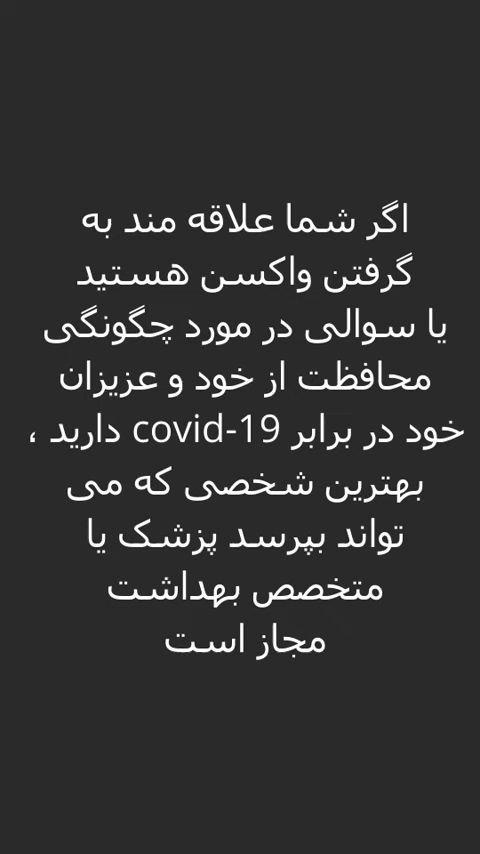 اگر شما علاقه مند به
گرفتن واکسن هستید
یا سوالی در مورد چگونگی
محافظت از خود و عزیزان
خود در برابر covid-19 دارید ،
بهترین شخصی که می
تواند بپرسد پزشک یا
متخصص بهداشت
مجاز است